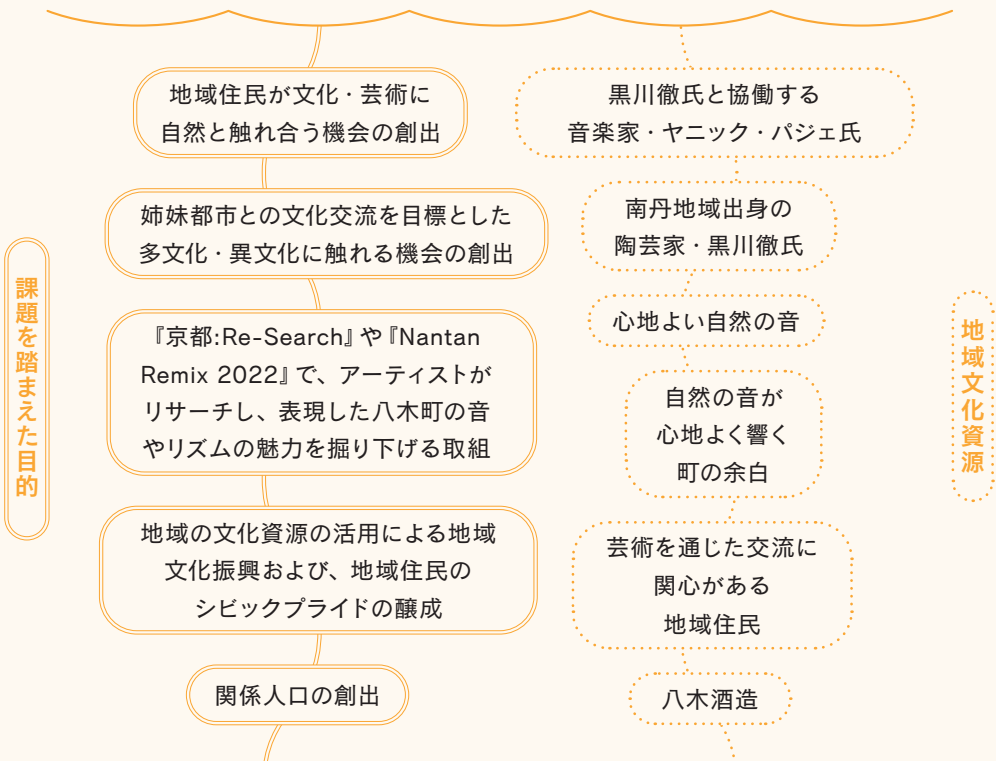 課題を踏まえた目的
地域住民が文化・芸術に
自然と触れ合う機会の創出
姉妹都市との文化交流を目標とした
多文化・異文化に触れる機会の創出
『京都:Re-Search』や『Nantan
Remix 2022』で、アーティストが
リサーチし、表現した八木町の音
やリズムの魅力を掘り下げる取組
地域の文化資源の活用による地域
文化振興および、地域住民の
シビックプライドの醸成
関係人口の創出
黒川徹氏と協働する
音楽家・ヤニック・パジェ氏
南丹地域出身の
陶芸家・黒川徹氏
心地よい自然の音
自然の音が
心地よく響く
町の余白
芸術を通じた交流に
関心がある
地域住民
八木酒造
地域文化資源